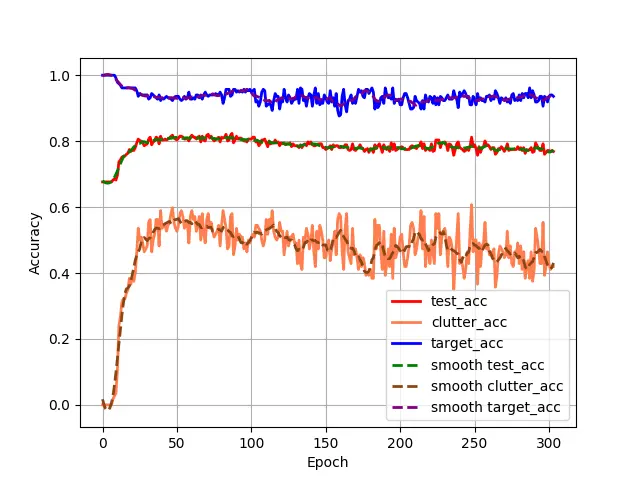 1.0
0.8
0.6
0.4
0.2
0.0
Accuracy
0 50 100 150 200 250 300
Epoch
test_acc
clutter_acc
target_acc
smooth test_acc
smooth clutter_acc
smooth target_acc